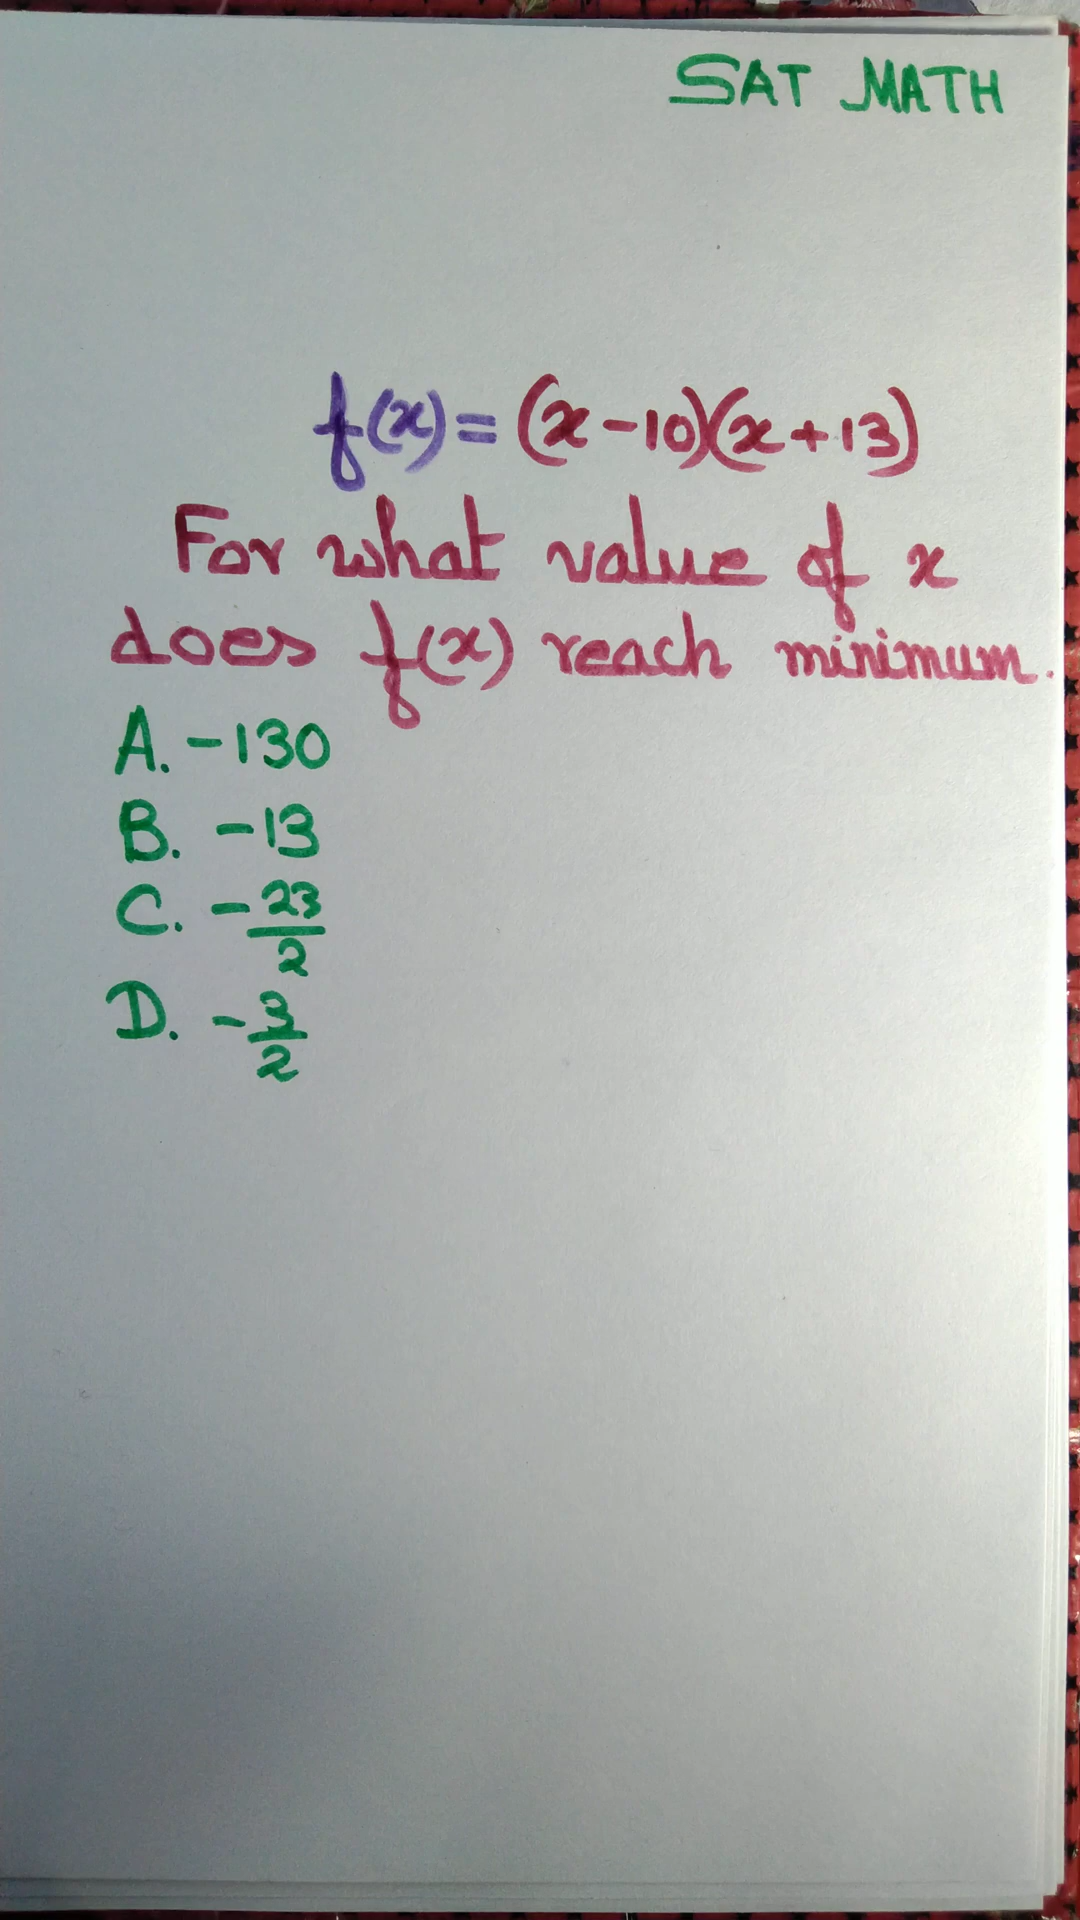 SAT MATH
f(x) = (x-10)(x+13)
For what value of x
does f(x) reach minimum.
A. -130
B. -13
C. -23/2
D. -3/2